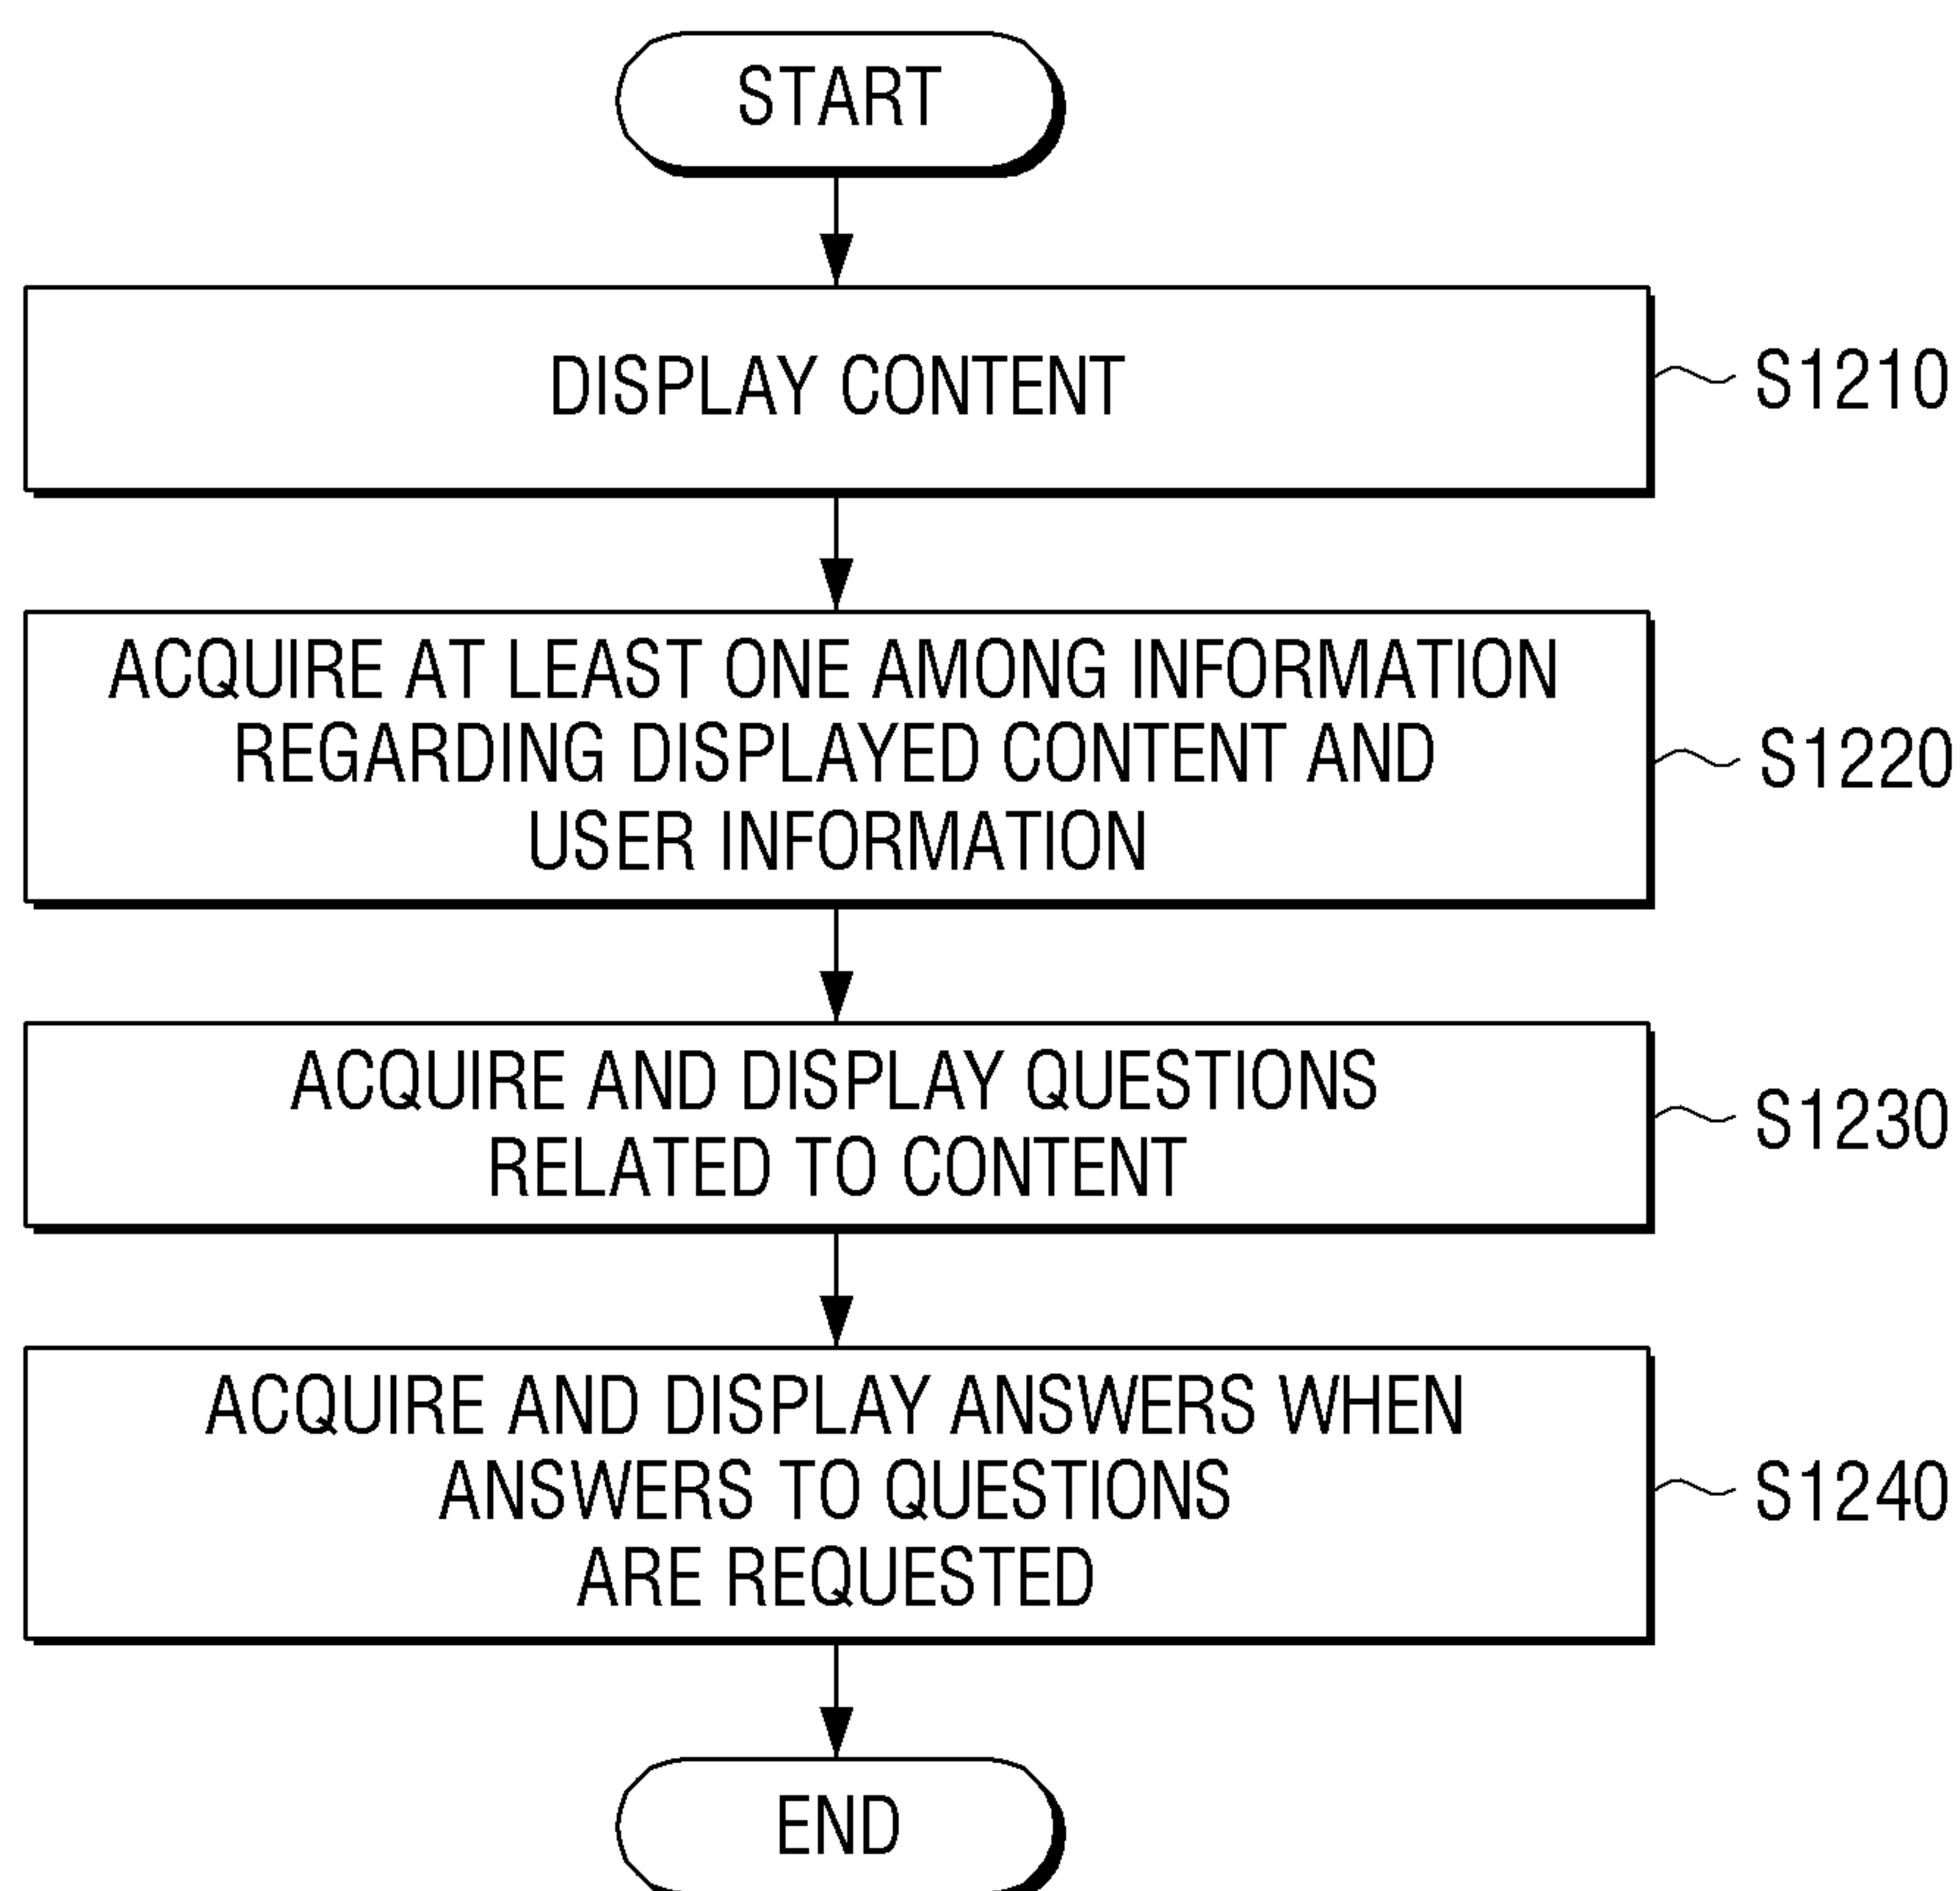 START
DISPLAY CONTENT
S1210
ACQUIRE AT LEAST ONE AMONG INFORMATION
REGARDING DISPLAYED CONTENT AND
USER INFORMATION
S1220
ACQUIRE AND DISPLAY QUESTIONS
RELATED TO CONTENT
S1230
ACQUIRE AND DISPLAY ANSWERS WHEN
ANSWERS TO QUESTIONS
ARE REQUESTED
S1240
END